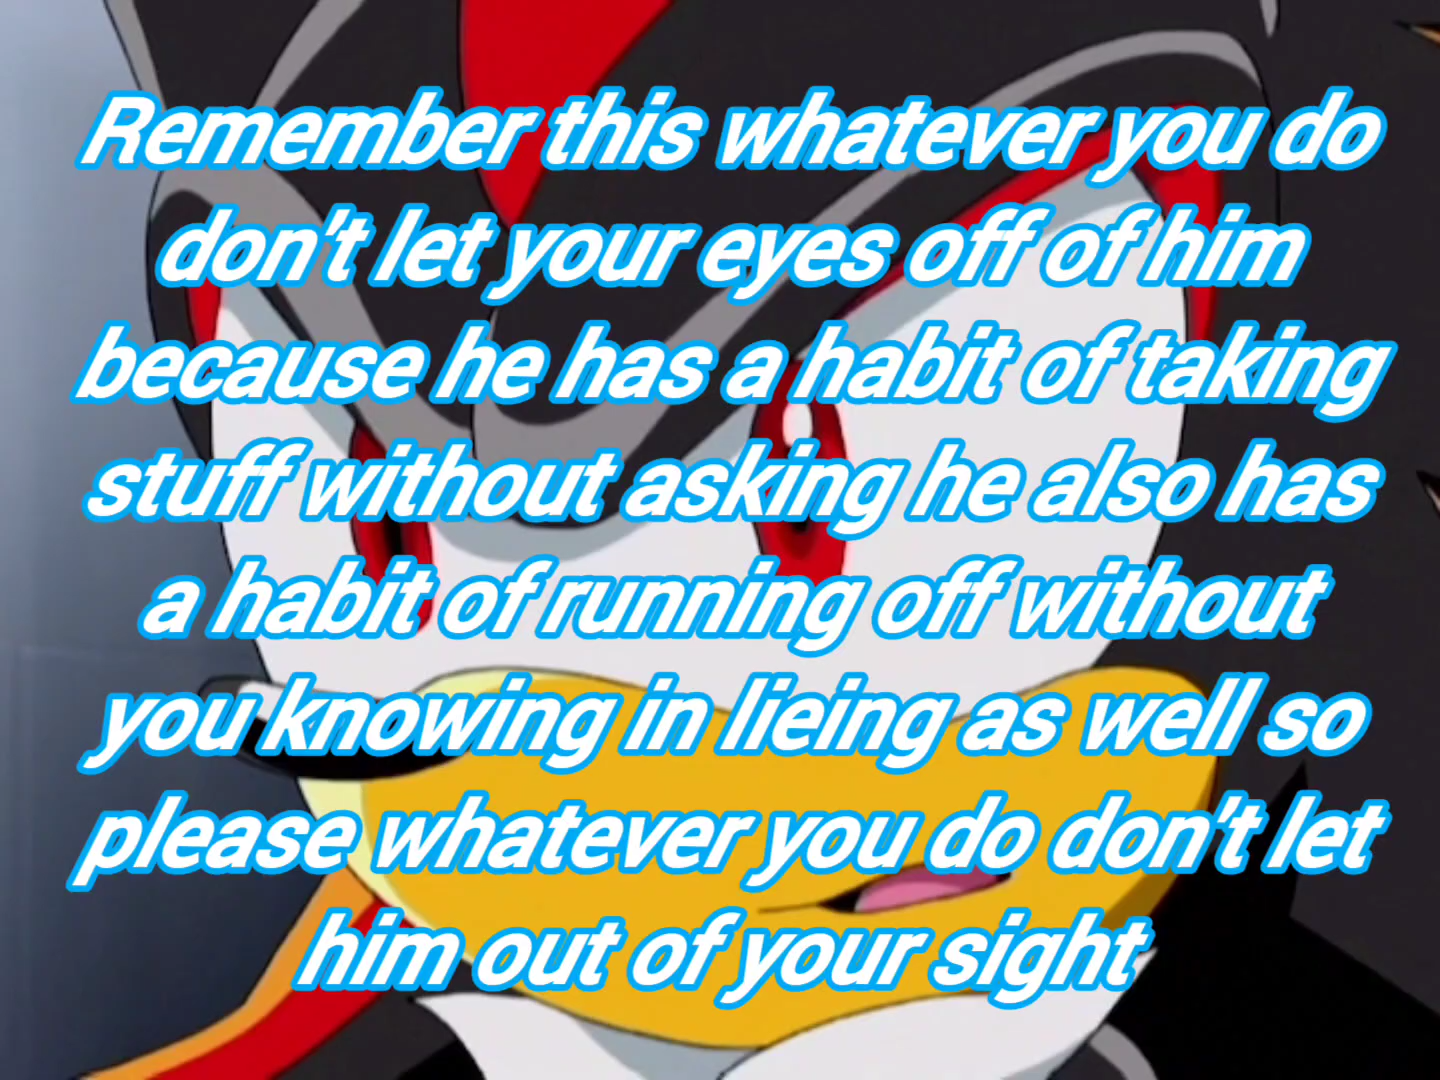 Remember this whatever you do
don't let your eyes off of him
because he has a habit of taking
stuff without asking he also has
a habit of running off without
you knowing in lieing as well so
please whatever you do don't let
him out of your sight